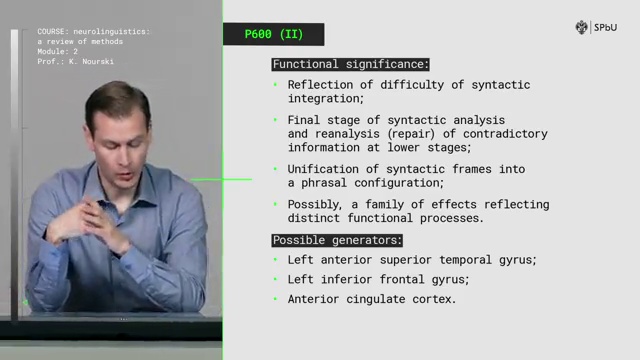 COURSE: neurolinguistics:
a review of methods
Module: 2
Prof.: K. Nourski
P600 (II)
SPbU
Functional significance:
Reflection of difficulty of syntactic
integration;
Final stage of syntactic analysis
and reanalysis (repair) of contradictory
information at lower stages;
Unification of syntactic frames into
a phrasal configuration;
Possibly, a family of effects reflecting
distinct functional processes.
Possible generators:
Left anterior superior temporal gyrus;
Left inferior frontal gyrus;
Anterior cingulate cortex.